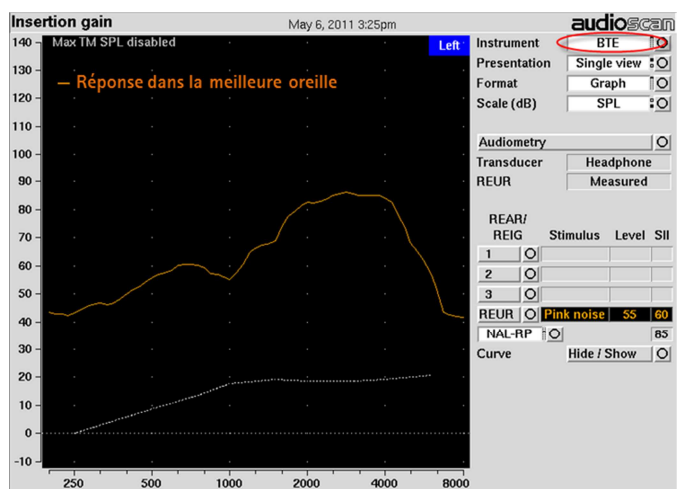 Insertion gain
May 6, 2011 3:25pm
audioscan
Max TM SPL disabled
Left
– Réponse dans la meilleure oreille
140
130
120
110
100
90
80
70
60
50
40
30
20
10
0
-10
250 500 1000 2000 4000 8000
Instrument BTE
Presentation Single view
Format Graph
Scale (dB) SPL
Audiometry
Transducer Headphone
REUR Measured
REAR/
REIG Stimulus Level SII
1
2
3
REUR Pink noise 55 60
NAL-RP 85
Curve Hide / Show